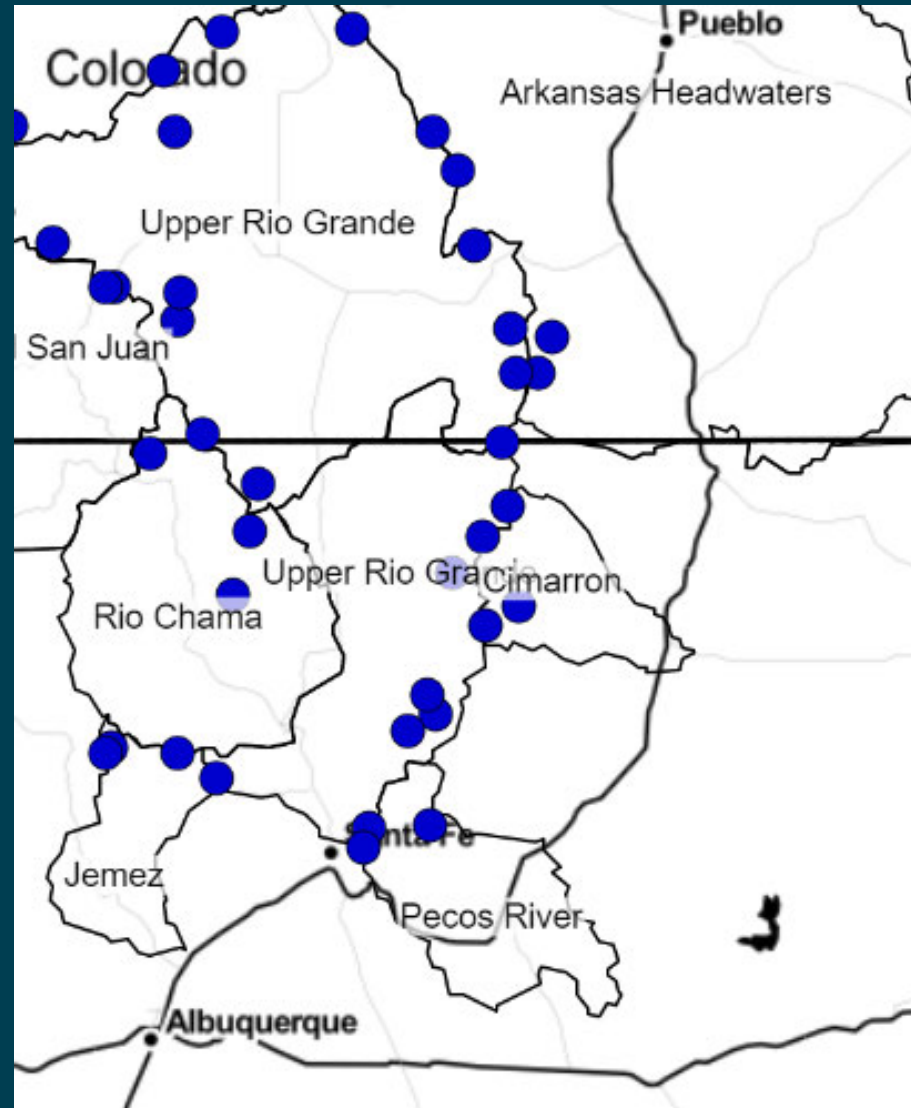 Pueblo
Colorado
Arkansas Headwaters
Upper Rio Grande
San Juan
Upper Rio Grande
Cimarron
Rio Chama
Santa Fe
Jemez
Pecos River
Albuquerque